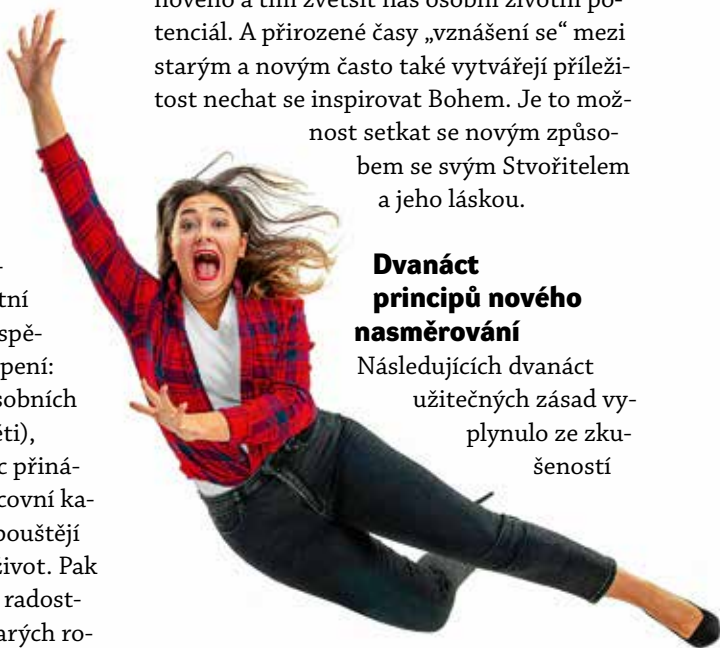 -
tní
spě-
pení:
sobních
ěti),
c přiná-
covní ka-
pouštějí
život. Pak
radost-
arých ro-
nového a tím zvětšit náš osobní životní po-
tenciál. A přirozené časy „vznášení se“ mezi
starým a novým často také vytvářejí příleži-
tost nechat se inspirovat Bohem. Je to mož-
nost setkat se novým způso-
bem se svým Stvořitelem
a jeho láskou.
Dvanáct
principů nového
nasměrování
Následujících dvanáct
užitečných zásad vy-
plynulo ze zku-
šeností